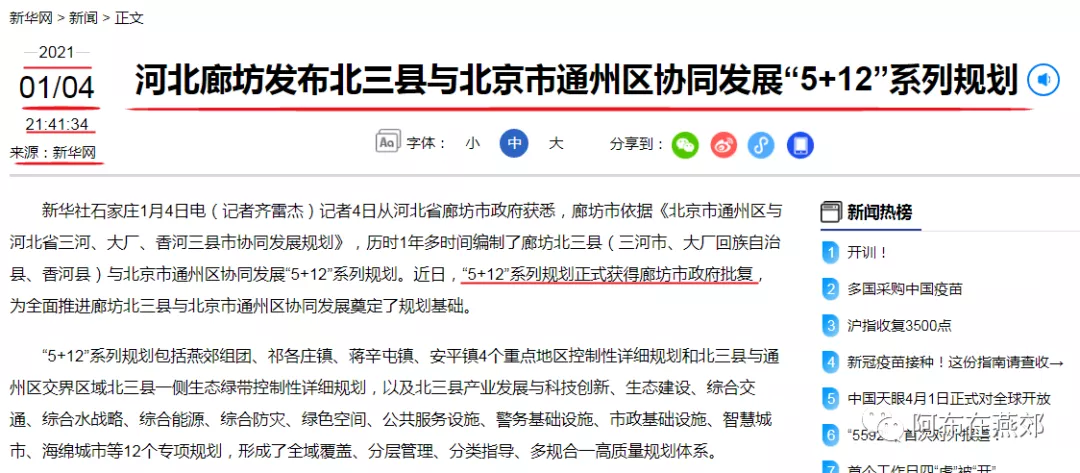 新华网 > 新闻 > 正文
2021
01/04
21:41:34
来源：新华网
河北廊坊发布北三县与北京市通州区协同发展“5+12”系列规划
Aa 字体： 小 中 大 分享到：
新华社石家庄1月4日电（记者齐雷杰）记者4日从河北省廊坊市政府获悉，廊坊市依据《北京市通州区与
河北省三河、大厂、香河三县市协同发展规划》，历时1年多时间编制了廊坊北三县（三河市、大厂回族自治
县、香河县）与北京市通州区协同发展“5+12”系列规划。近日，“5+12”系列规划正式获得廊坊市政府批复，
为全面推进廊坊北三县与北京市通州区协同发展奠定了规划基础。
“5+12”系列规划包括燕郊组团、祁各庄镇、蒋辛屯镇、安平镇4个重点地区控制性详细规划和北三县与通
州区交界区域北三县一侧生态绿带控制性详细规划，以及北三县产业发展与科技创新、生态建设、综合交
通、综合水战略、综合能源、综合防灾、绿色空间、公共服务设施、警务基础设施、市政基础设施、智慧城
市、海绵城市等12个专项规划，形成了全域覆盖、分层管理、分类指导、多规合一高质量规划体系。
新闻热榜
1 开训！
2 多国采购中国疫苗
3 沪指收复3500点
4 新冠疫苗接种！这份指南请查收→
5 中国天眼4月1日正式对全球开放
6 “5592”首次对外报道！
7 首个工作日四“虎”被“开”
阿布在燕郊